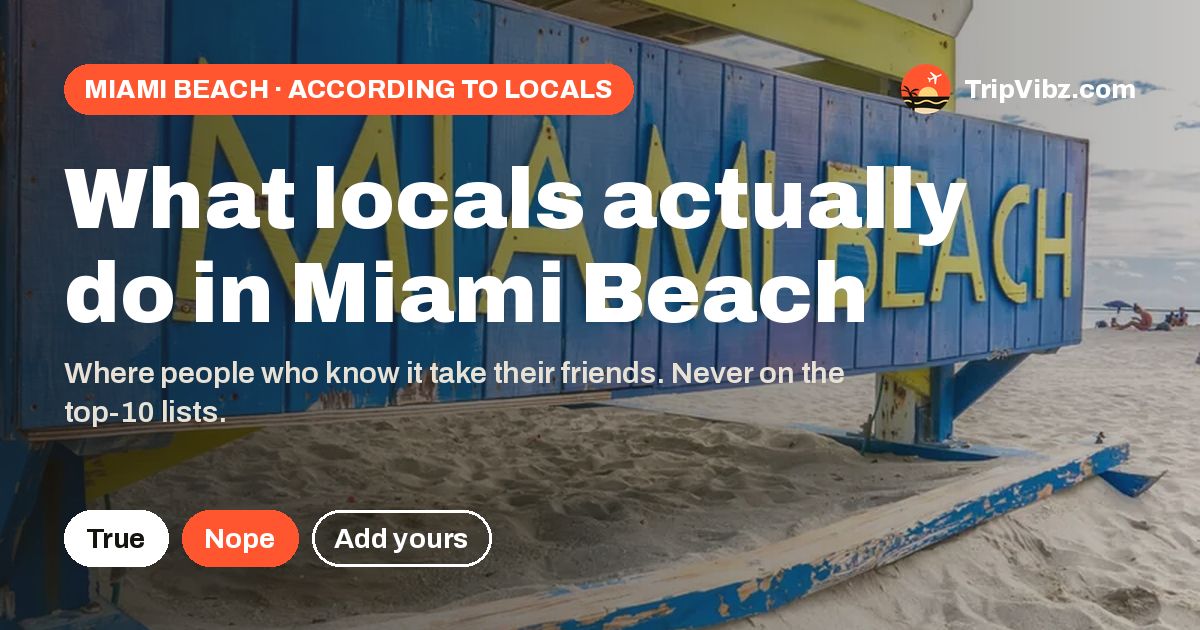 MIAMI BEACH · ACCORDING TO LOCALS
TripVibz.com
MIAMI BEACH
What locals actually
do in Miami Beach
Where people who know it take their friends. Never on the
top-10 lists.
True
Nope
Add yours